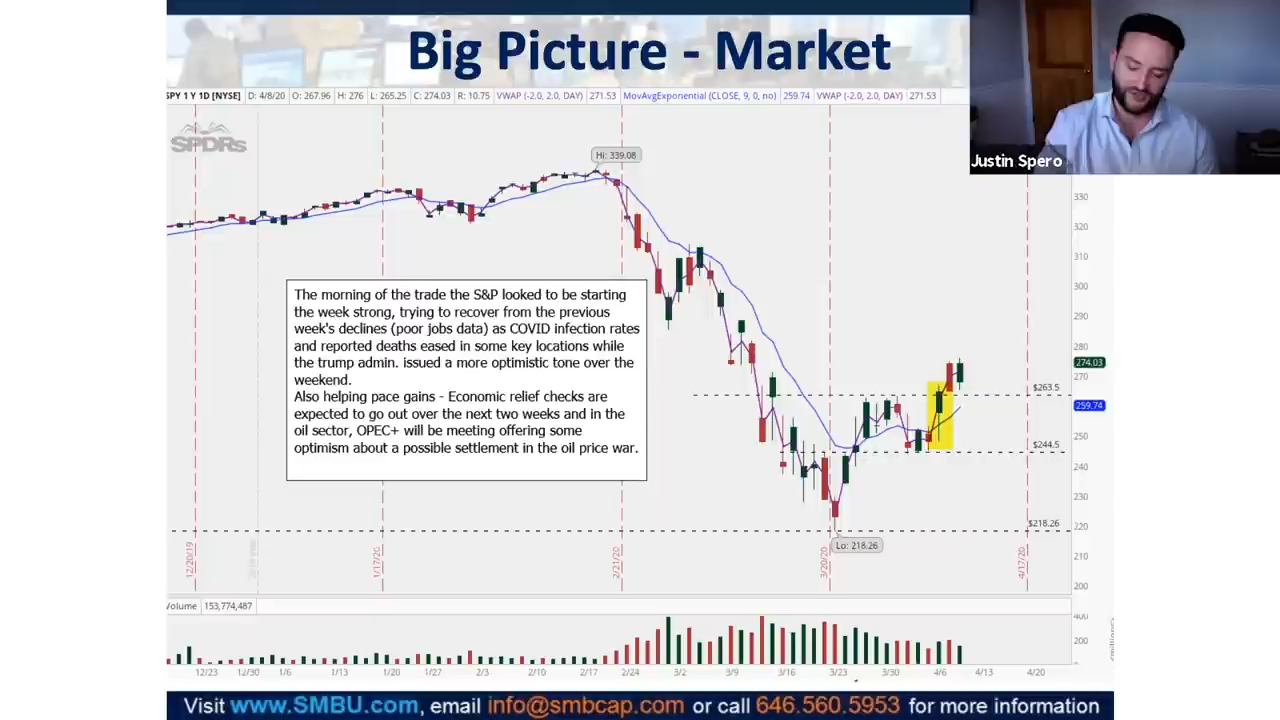 Big Picture - Market
SPY 1 Y 1D [NYSE] D: 4/8/20 O: 267.96 H: 276 L: 265.25 C: 274.03 R: 10.75 VWAP (-2.0, 2.0, DAY) 271.53 MovAvgExponential (CLOSE, 9, 0, no) 259.74 VWAP (-2.0, 2.0, DAY) 271.53
Justin Spero
SPDRs
Hi: 339.08
The morning of the trade the S&P looked to be starting
the week strong, trying to recover from the previous
week's declines (poor jobs data) as COVID infection rates
and reported deaths eased in some key locations while
the trump admin. issued a more optimistic tone over the
weekend.
Also helping pace gains - Economic relief checks are
expected to go out over the next two weeks and in the
oil sector, OPEC+ will be meeting offering some
optimism about a possible settlement in the oil price war.
330
320
310
300
290
280
274.03
270
$263.5
259.74
250
$244.5
240
230
$218.26
220
Lo: 218.26
210
200
12/20/19
1/17/20
2/21/20
3/20/20
4/17/20
Volume 153,774,487
400
200
12/23 12/30 1/6 1/13 1/20 1/27 2/3 2/10 2/17 2/24 3/2 3/9 3/16 3/23 3/30 4/6 4/13 4/20
Visit www.SMBU.com, email info@smbcap.com or call 646.560.5953 for more information